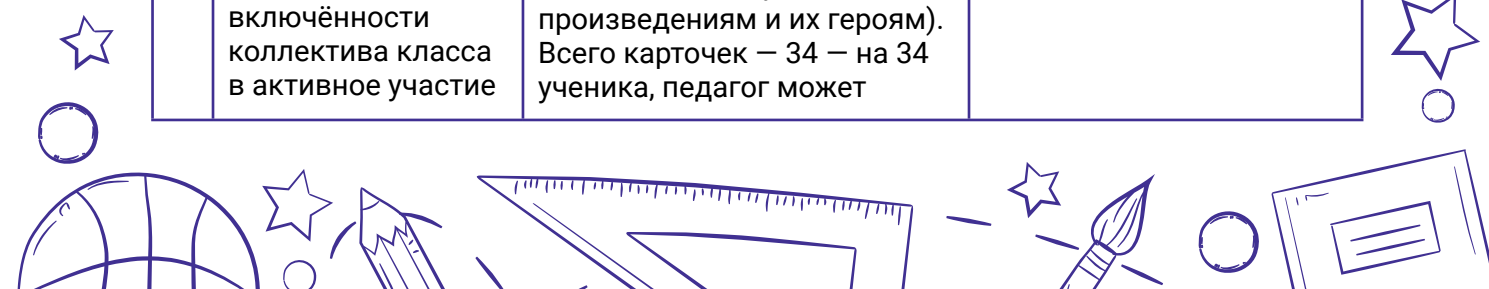 включённости
коллектива класса
в активное участие
произведениям и их героям).
Всего карточек — 34 — на 34
ученика, педагог может